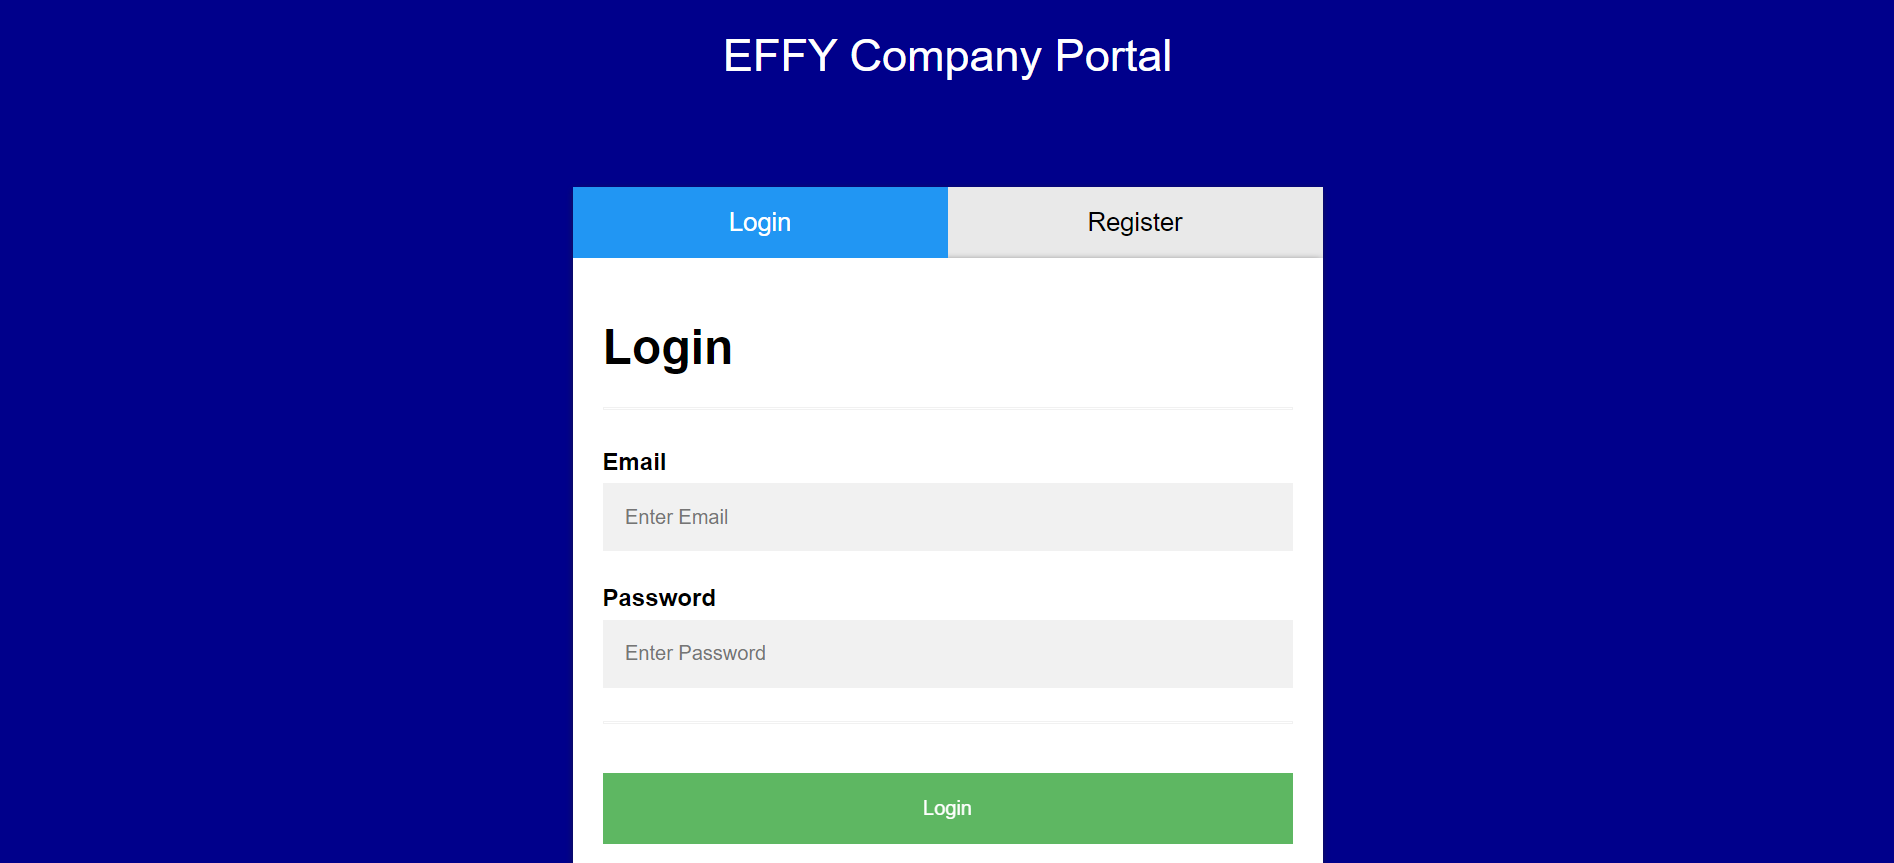 EFFY Company Portal
Login Register
Login
Email
Enter Email
Password
Enter Password
Login